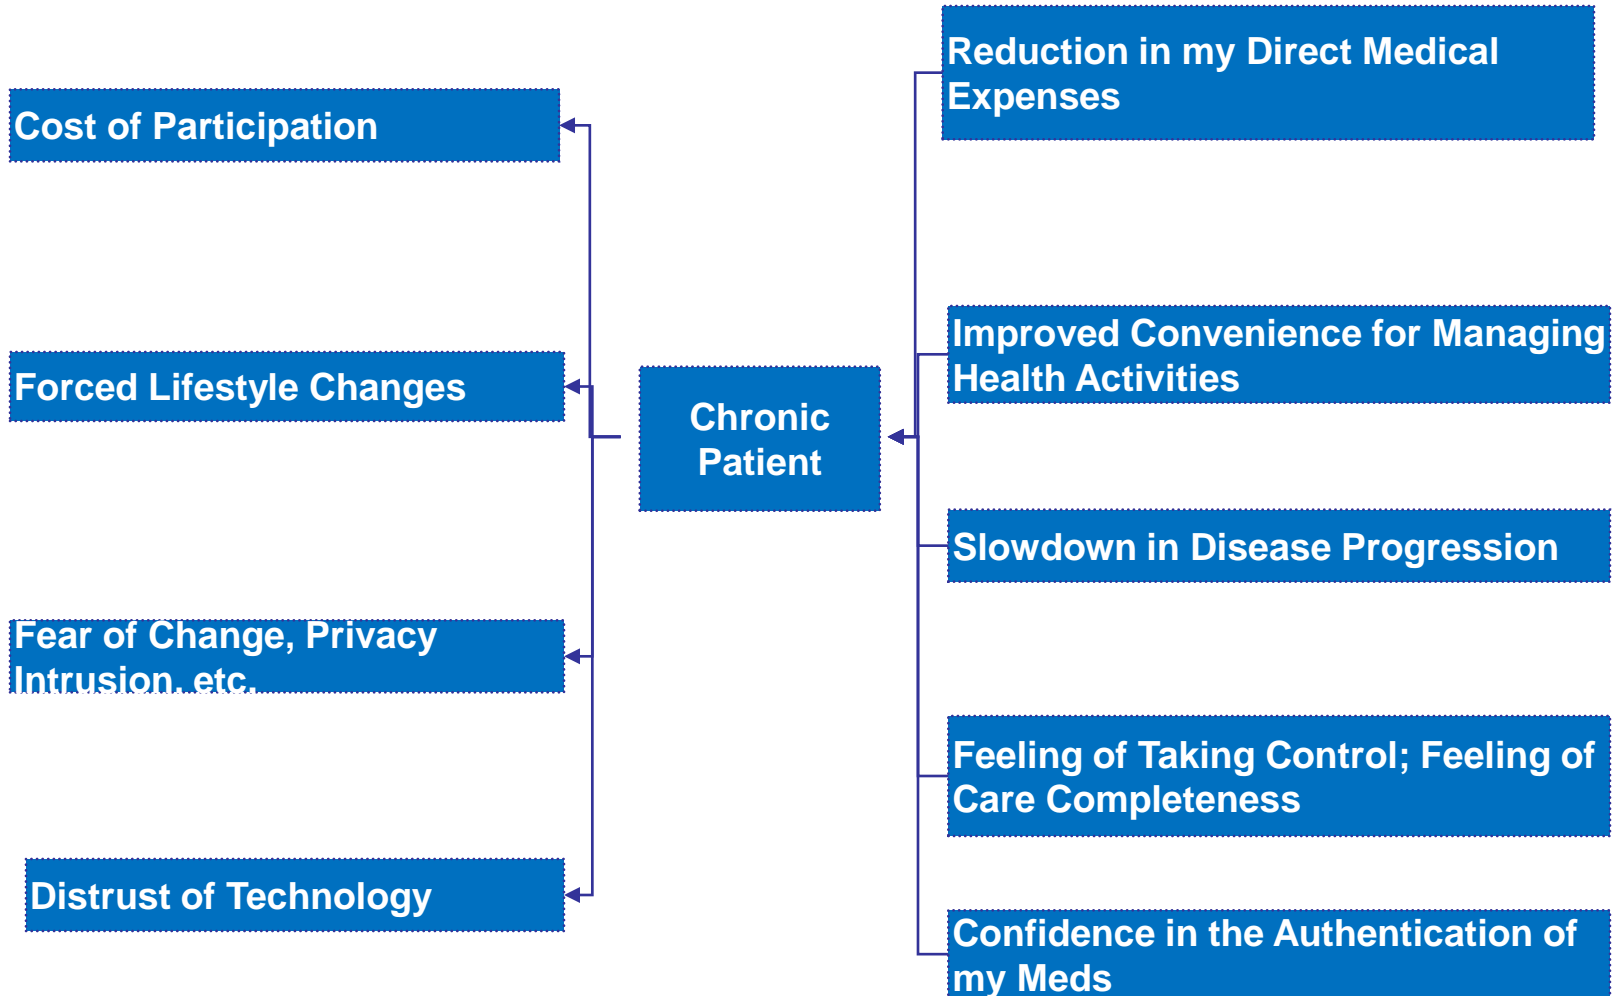 Cost of Participation
Forced Lifestyle Changes
Fear of Change, Privacy
Intrusion, etc.
Distrust of Technology
Chronic
Patient
Reduction in my Direct Medical
Expenses
Improved Convenience for Managing
Health Activities
Slowdown in Disease Progression
Feeling of Taking Control; Feeling of
Care Completeness
Confidence in the Authentication of
my Meds